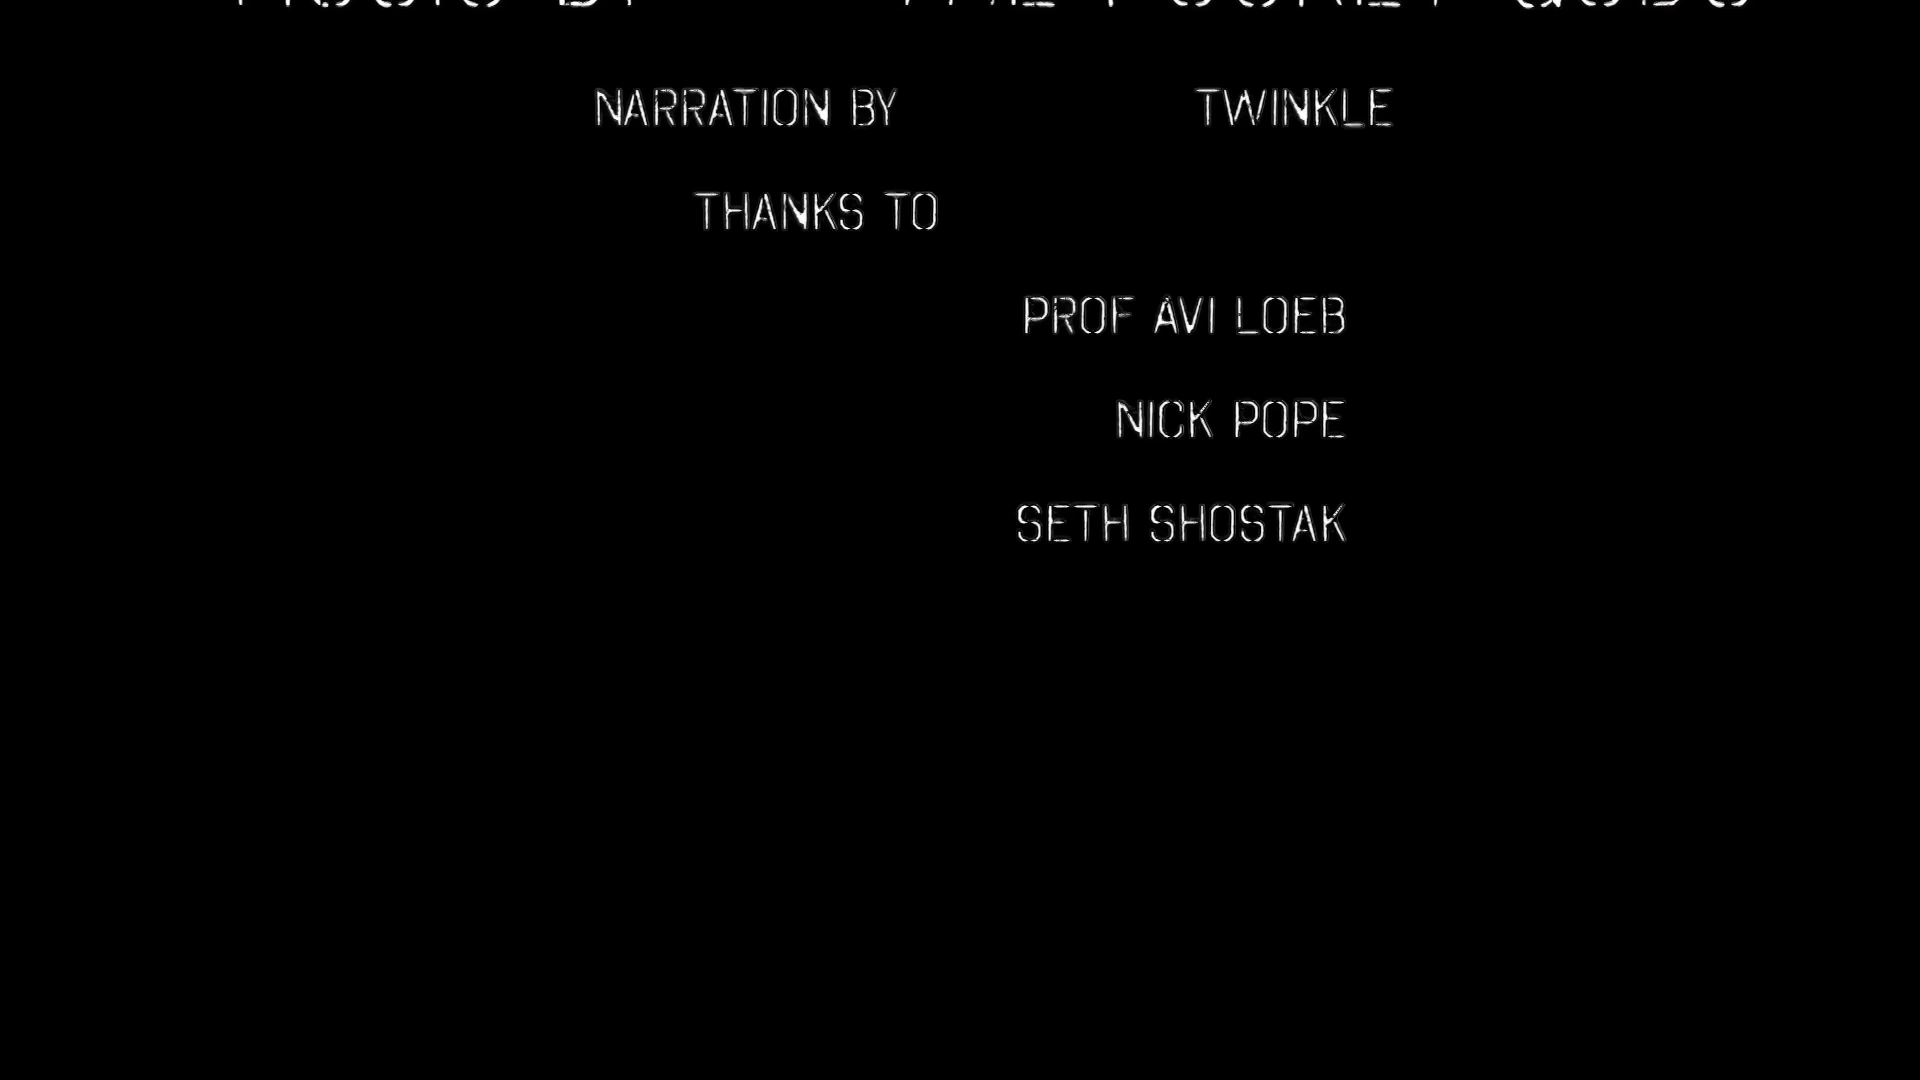 NARRATION BY TWINKLE
THANKS TO
PROF AVI LOEB
NICK POPE
SETH SHOSTAK